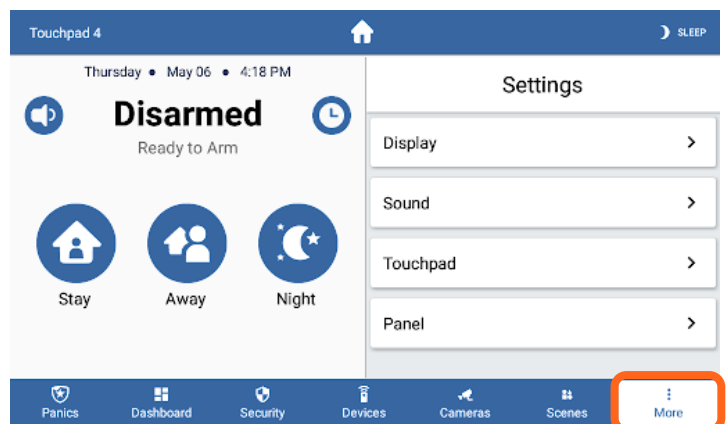 Touchpad 4
SLEEP
Thursday • May 06 • 4:18 PM
Disarmed
Ready to Arm
Stay
Away
Night
Settings
Display
Sound
Touchpad
Panel
Panics
Dashboard
Security
Devices
Cameras
Scenes
More